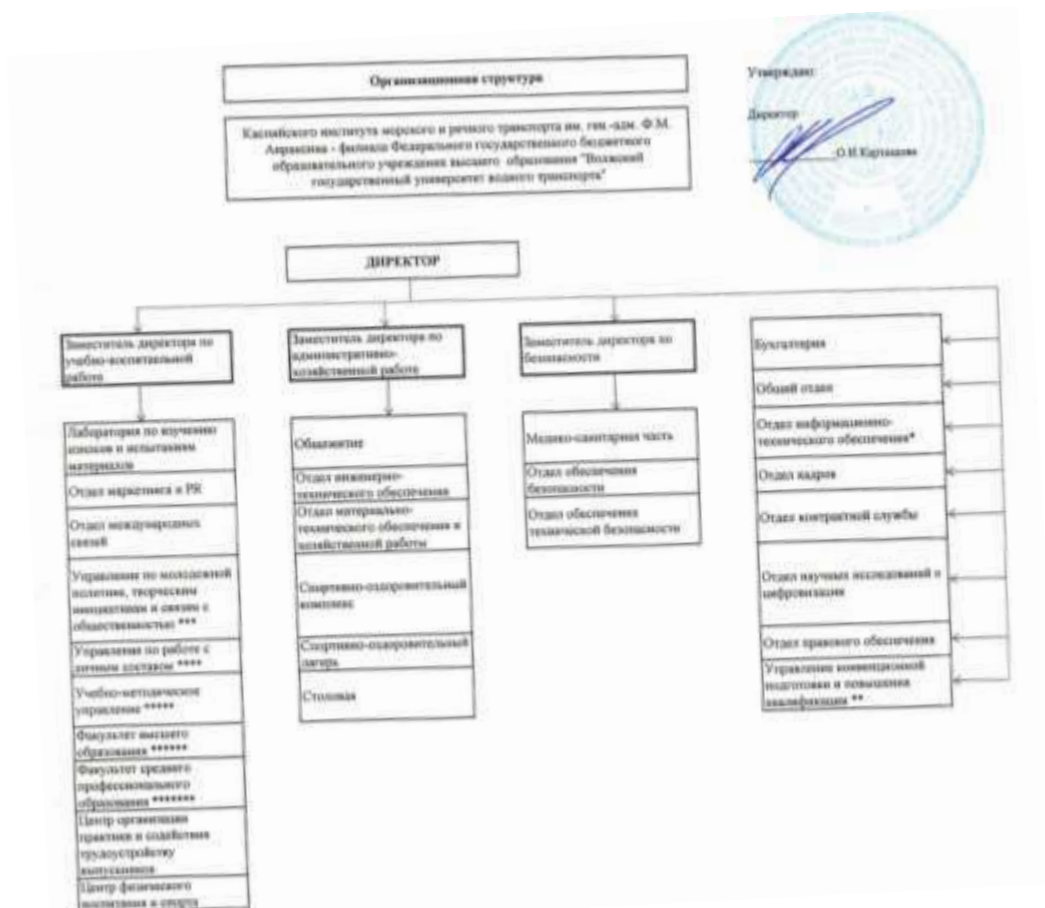 Организационная структура
Каспийского института морского и речного транспорта им. ген.-адм. Ф.М.
Апраксина - филиала Федерального государственного бюджетного
образовательного учреждения высшего образования "Волжский
государственный университет водного транспорта"
Утверждаю:
Директор
О.И.Карташова
ДИРЕКТОР
Заместитель директора по
учебно-воспитательной
работе
Лаборатория по изучению
износов и испытаниям
материалов
Отдел маркетинга и PR
Отдел международных
связей
Управление по молодежной
политике, творческим
инициативам и связям с
общественностью ***
Управление по работе с
личным составом ****
Учебно-методическое
управление *****
Факультет высшего
образования ******
Факультет среднего
профессионального
образования *******
Центр организации
практики и содействия
трудоустройству
выпускников
Центр физического
воспитания и спорта
Заместитель директора по
административно-
хозяйственной работе
Общежитие
Отдел инженерно-
технического обеспечения
Отдел материально-
технического обеспечения и
хозяйственной работы
Спортивно-оздоровительный
комплекс
Спортивно-оздоровительный
лагерь
Столовая
Заместитель директора по
безопасности
Медико-санитарная часть
Отдел обеспечения
безопасности
Отдел обеспечения
технической безопасности
Бухгалтерия
Общий отдел
Отдел информационно-
технического обеспечения*
Отдел кадров
Отдел контрактной службы
Отдел научных исследований и
цифровизации
Отдел правового обеспечения
Управление конвенционной
подготовки и повышения
квалификации **